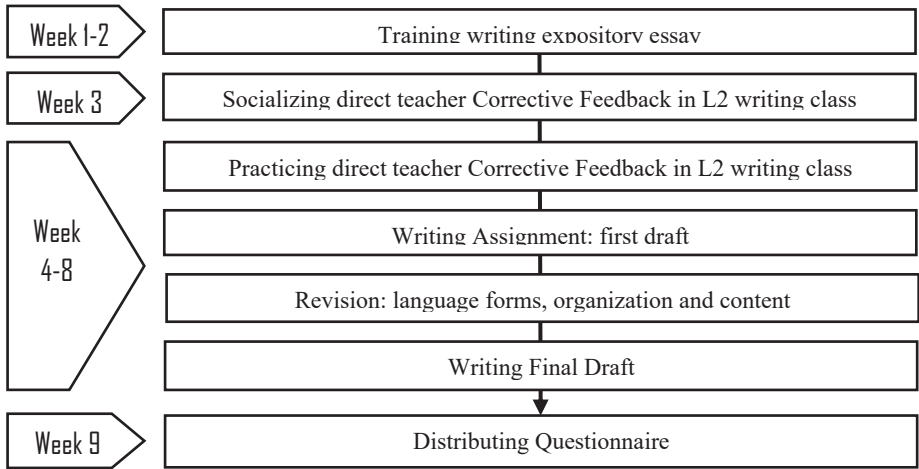 Week 1-2
Training writing expository essay
Week 3
Socializing direct teacher Corrective Feedback in L2 writing class
Week
4-8
Practicing direct teacher Corrective Feedback in L2 writing class
Writing Assignment: first draft
Revision: language forms, organization and content
Writing Final Draft
Week 9
Distributing Questionnaire